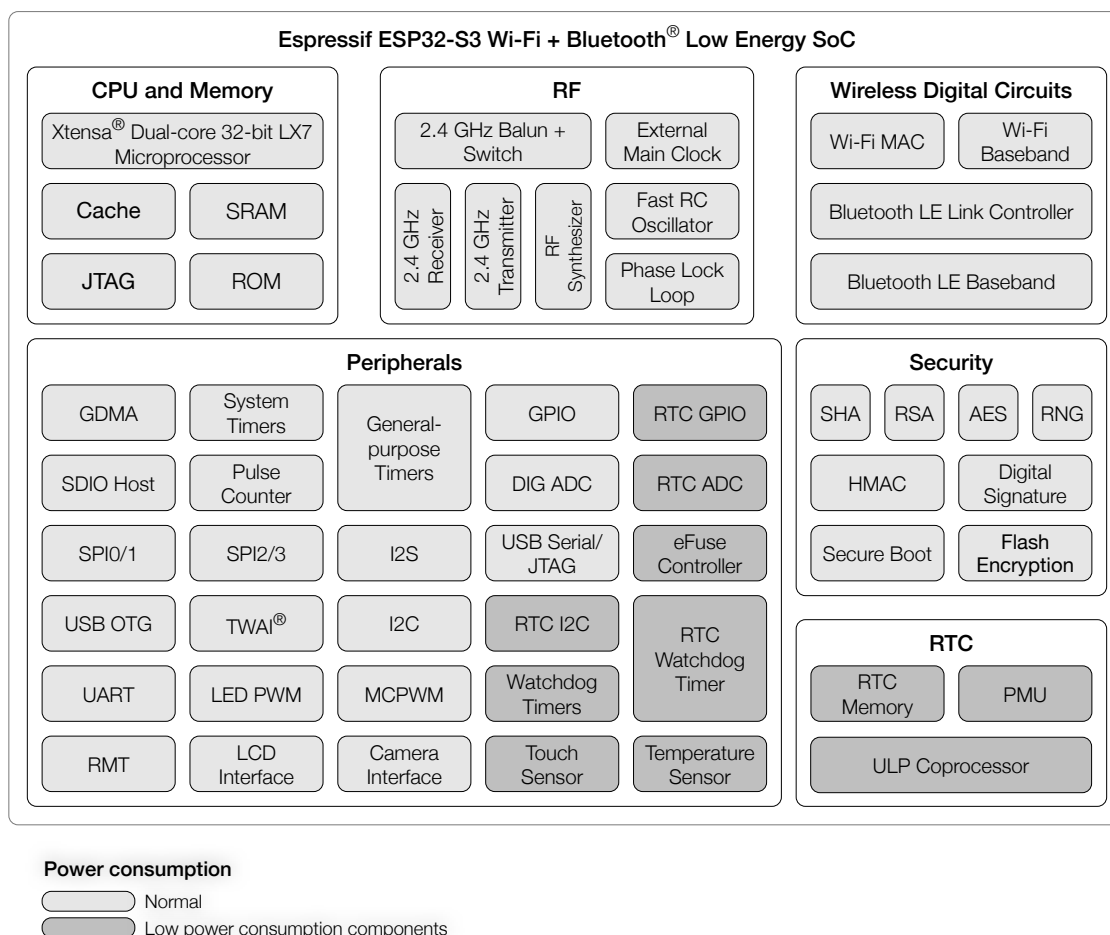 Espressif ESP32-S3 Wi-Fi + Bluetooth® Low Energy SoC
CPU and Memory
Xtensa® Dual-core 32-bit LX7
Microprocessor
Cache
SRAM
JTAG
ROM
RF
2.4 GHz Balun +
Switch
External
Main Clock
2.4 GHz
Receiver
2.4 GHz
Transmitter
RF
Synthesizer
Fast RC
Oscillator
Phase Lock
Loop
Wireless Digital Circuits
Wi-Fi MAC
Wi-Fi
Baseband
Bluetooth LE Link Controller
Bluetooth LE Baseband
Peripherals
GDMA
System
Timers
General-
purpose
Timers
GPIO
RTC GPIO
SDIO Host
Pulse
Counter
DIG ADC
RTC ADC
SPI0/1
SPI2/3
I2S
USB Serial/
JTAG
eFuse
Controller
USB OTG
TWAI®
I2C
RTC I2C
RTC
Watchdog
Timer
UART
LED PWM
MCPWM
Watchdog
Timers
RMT
LCD
Interface
Camera
Interface
Touch
Sensor
Temperature
Sensor
Security
SHA
RSA
AES
RNG
HMAC
Digital
Signature
Secure Boot
Flash
Encryption
RTC
RTC
Memory
PMU
ULP Coprocessor
Power consumption
Normal
Low power consumption components